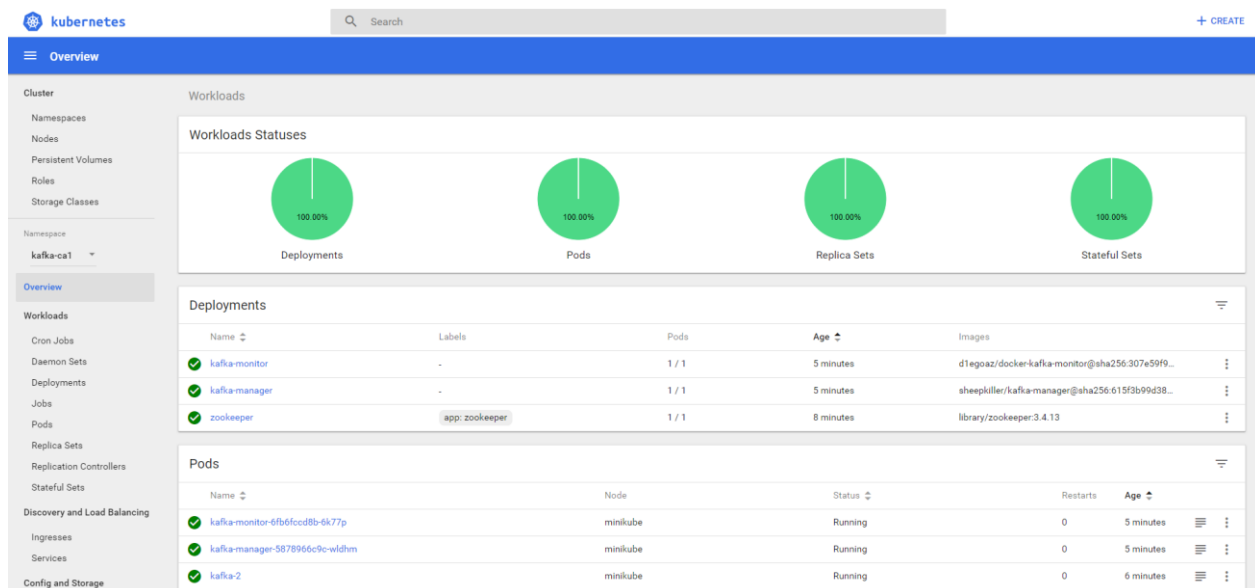 kubernetes
Search
+ CREATE
Overview
Cluster
Namespaces
Nodes
Persistent Volumes
Roles
Storage Classes
Namespace
kafka-ca1
Overview
Workloads
Cron Jobs
Daemon Sets
Deployments
Jobs
Pods
Replica Sets
Replication Controllers
Stateful Sets
Discovery and Load Balancing
Ingresses
Services
Config and Storage
Workloads
Workloads Statuses
100.00% 100.00% 100.00% 100.00%
Deployments Pods Replica Sets Stateful Sets
Deployments
Name Labels Pods Age Images
kafka-monitor - 1 / 1 5 minutes d1egoaz/docker-kafka-monitor@sha256:307e59f9...
kafka-manager - 1 / 1 5 minutes sheepkiller/kafka-manager@sha256:615f3b99d38...
zookeeper app: zookeeper 1 / 1 8 minutes library/zookeeper:3.4.13
Pods
Name Node Status Restarts Age
kafka-monitor-6fb6fccd8b-6k77p minikube Running 0 5 minutes
kafka-manager-5878966c9c-wldhm minikube Running 0 5 minutes
kafka-2 minikube Running 0 6 minutes